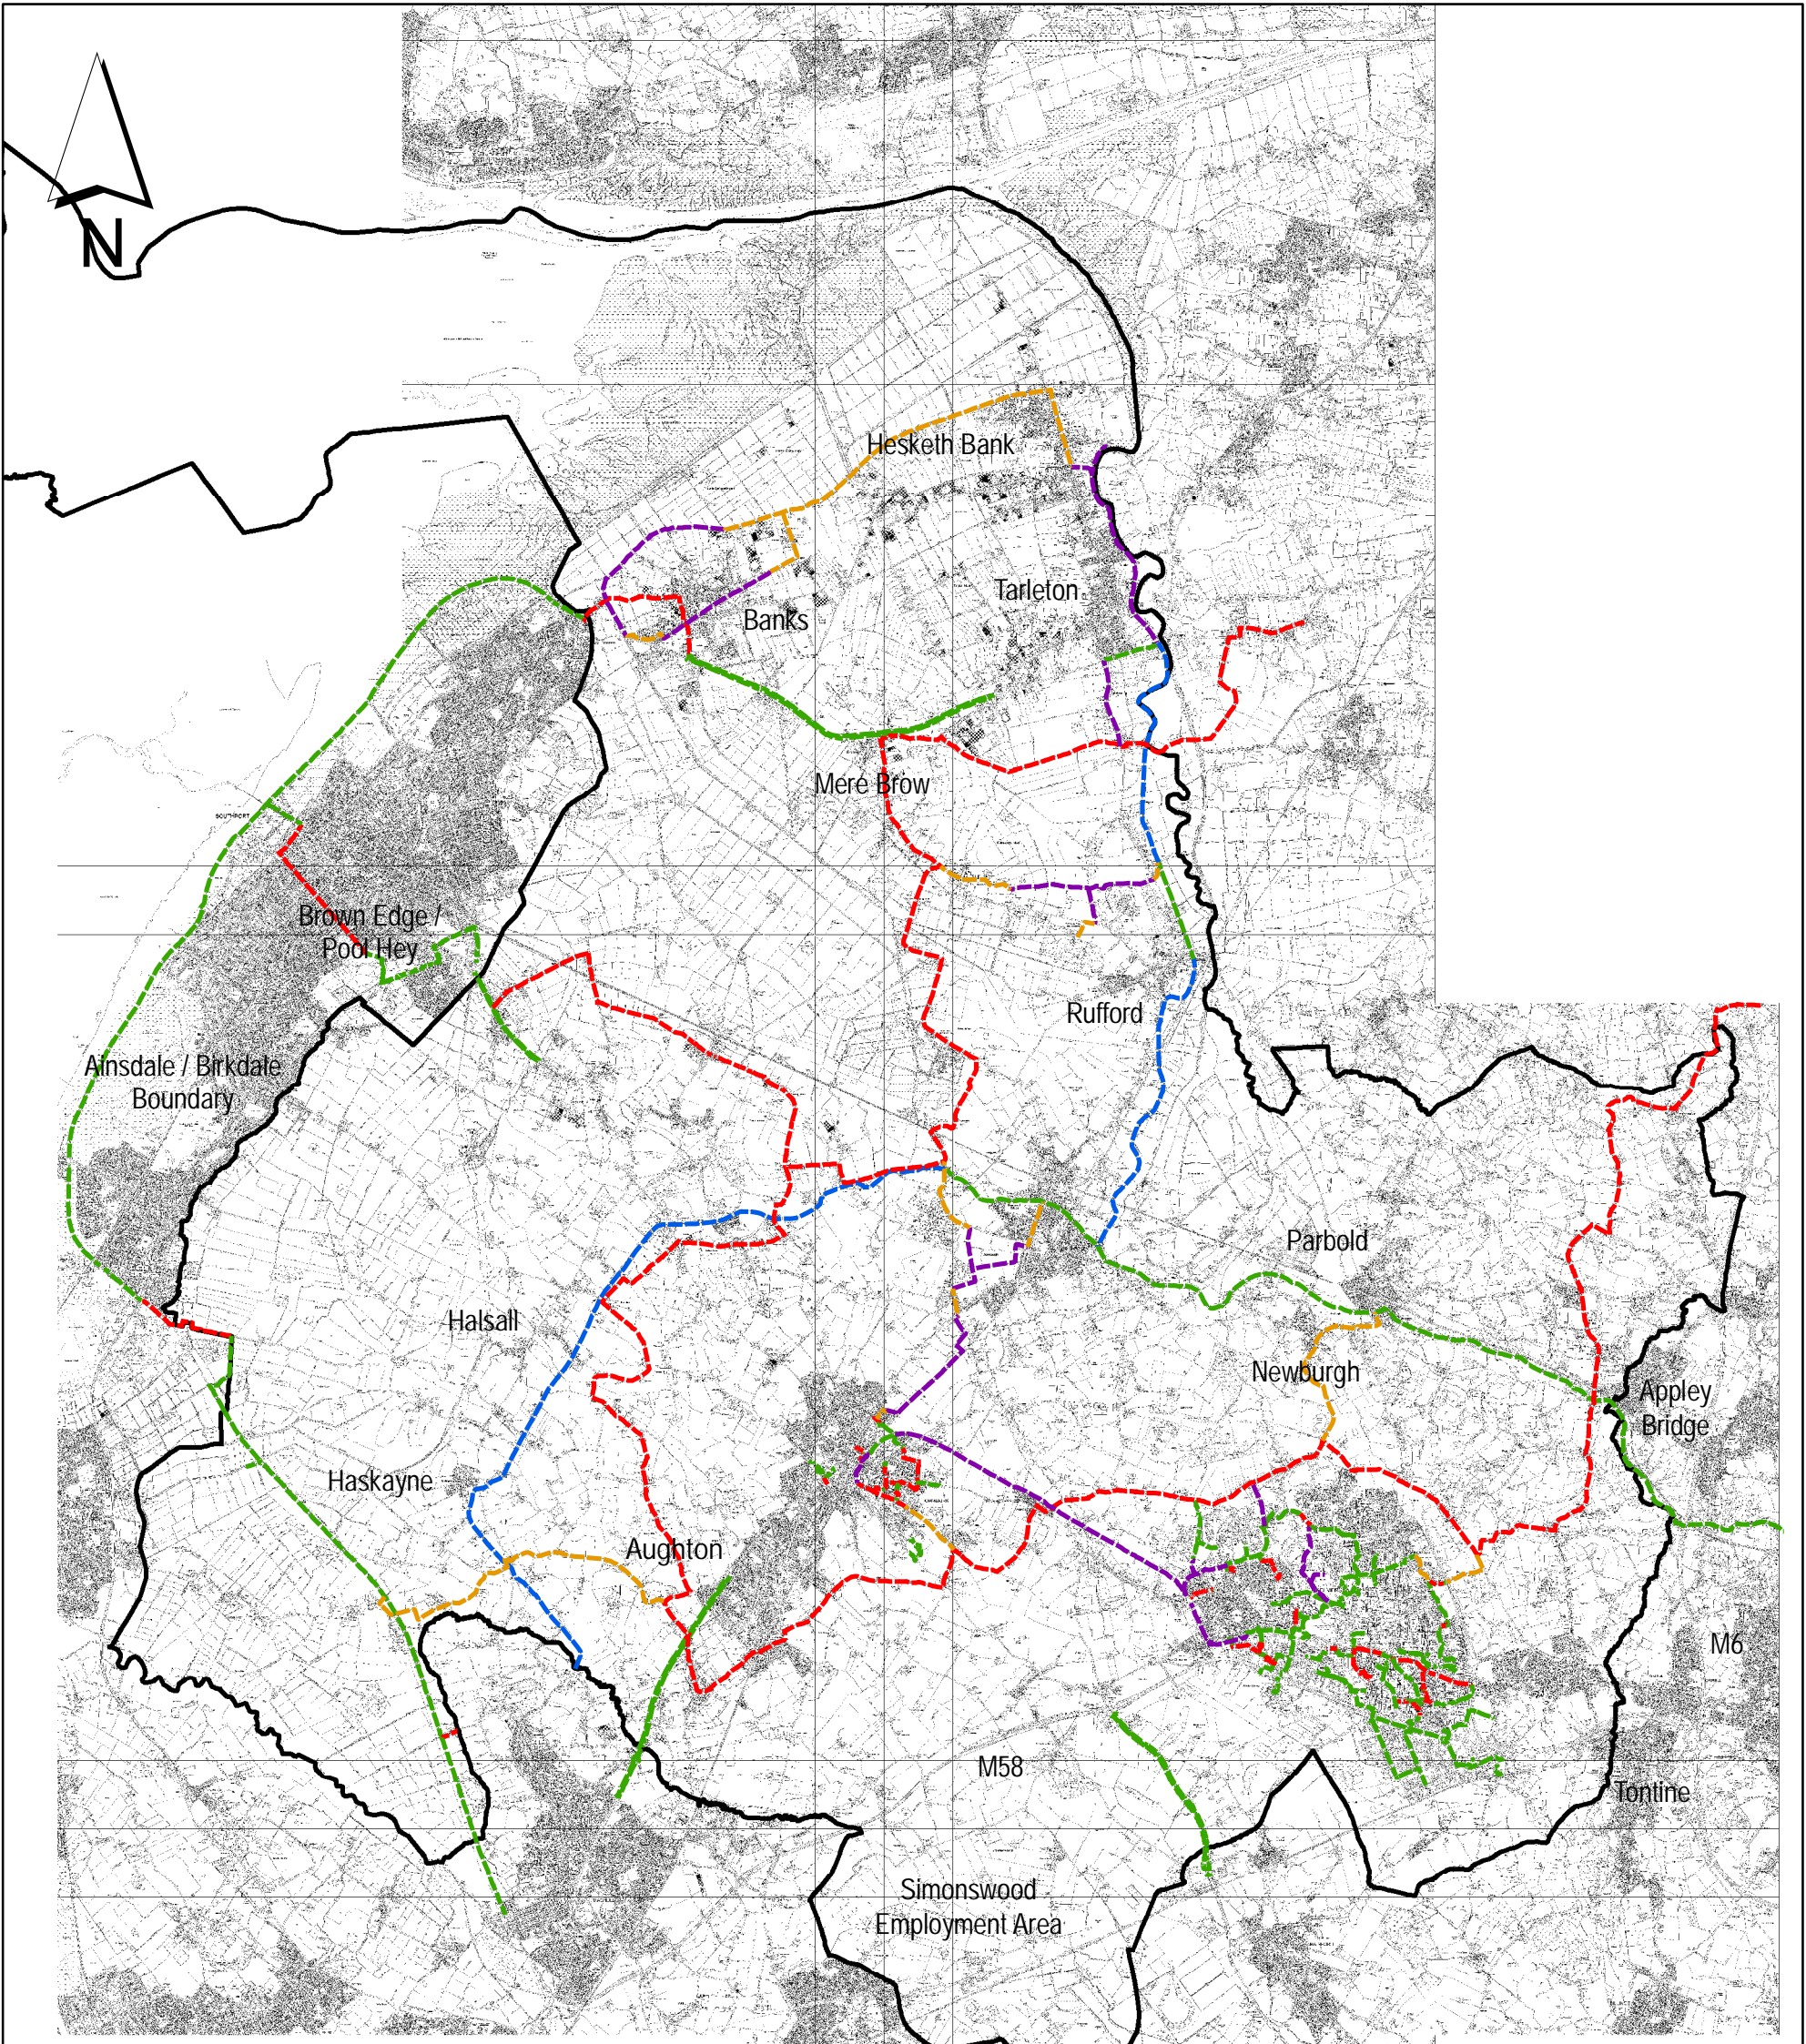 N
Hesketh Bank
Tarleton
Banks
Mere Brow
SOUTHPORT
Brown Edge /
Pool Hey
Rufford
Ainsdale / Birkdale
Boundary
Parbold
Halsall
Newburgh
Appley
Bridge
Haskayne
Aughton
M6
M58
Tontine
Simonswood
Employment Area